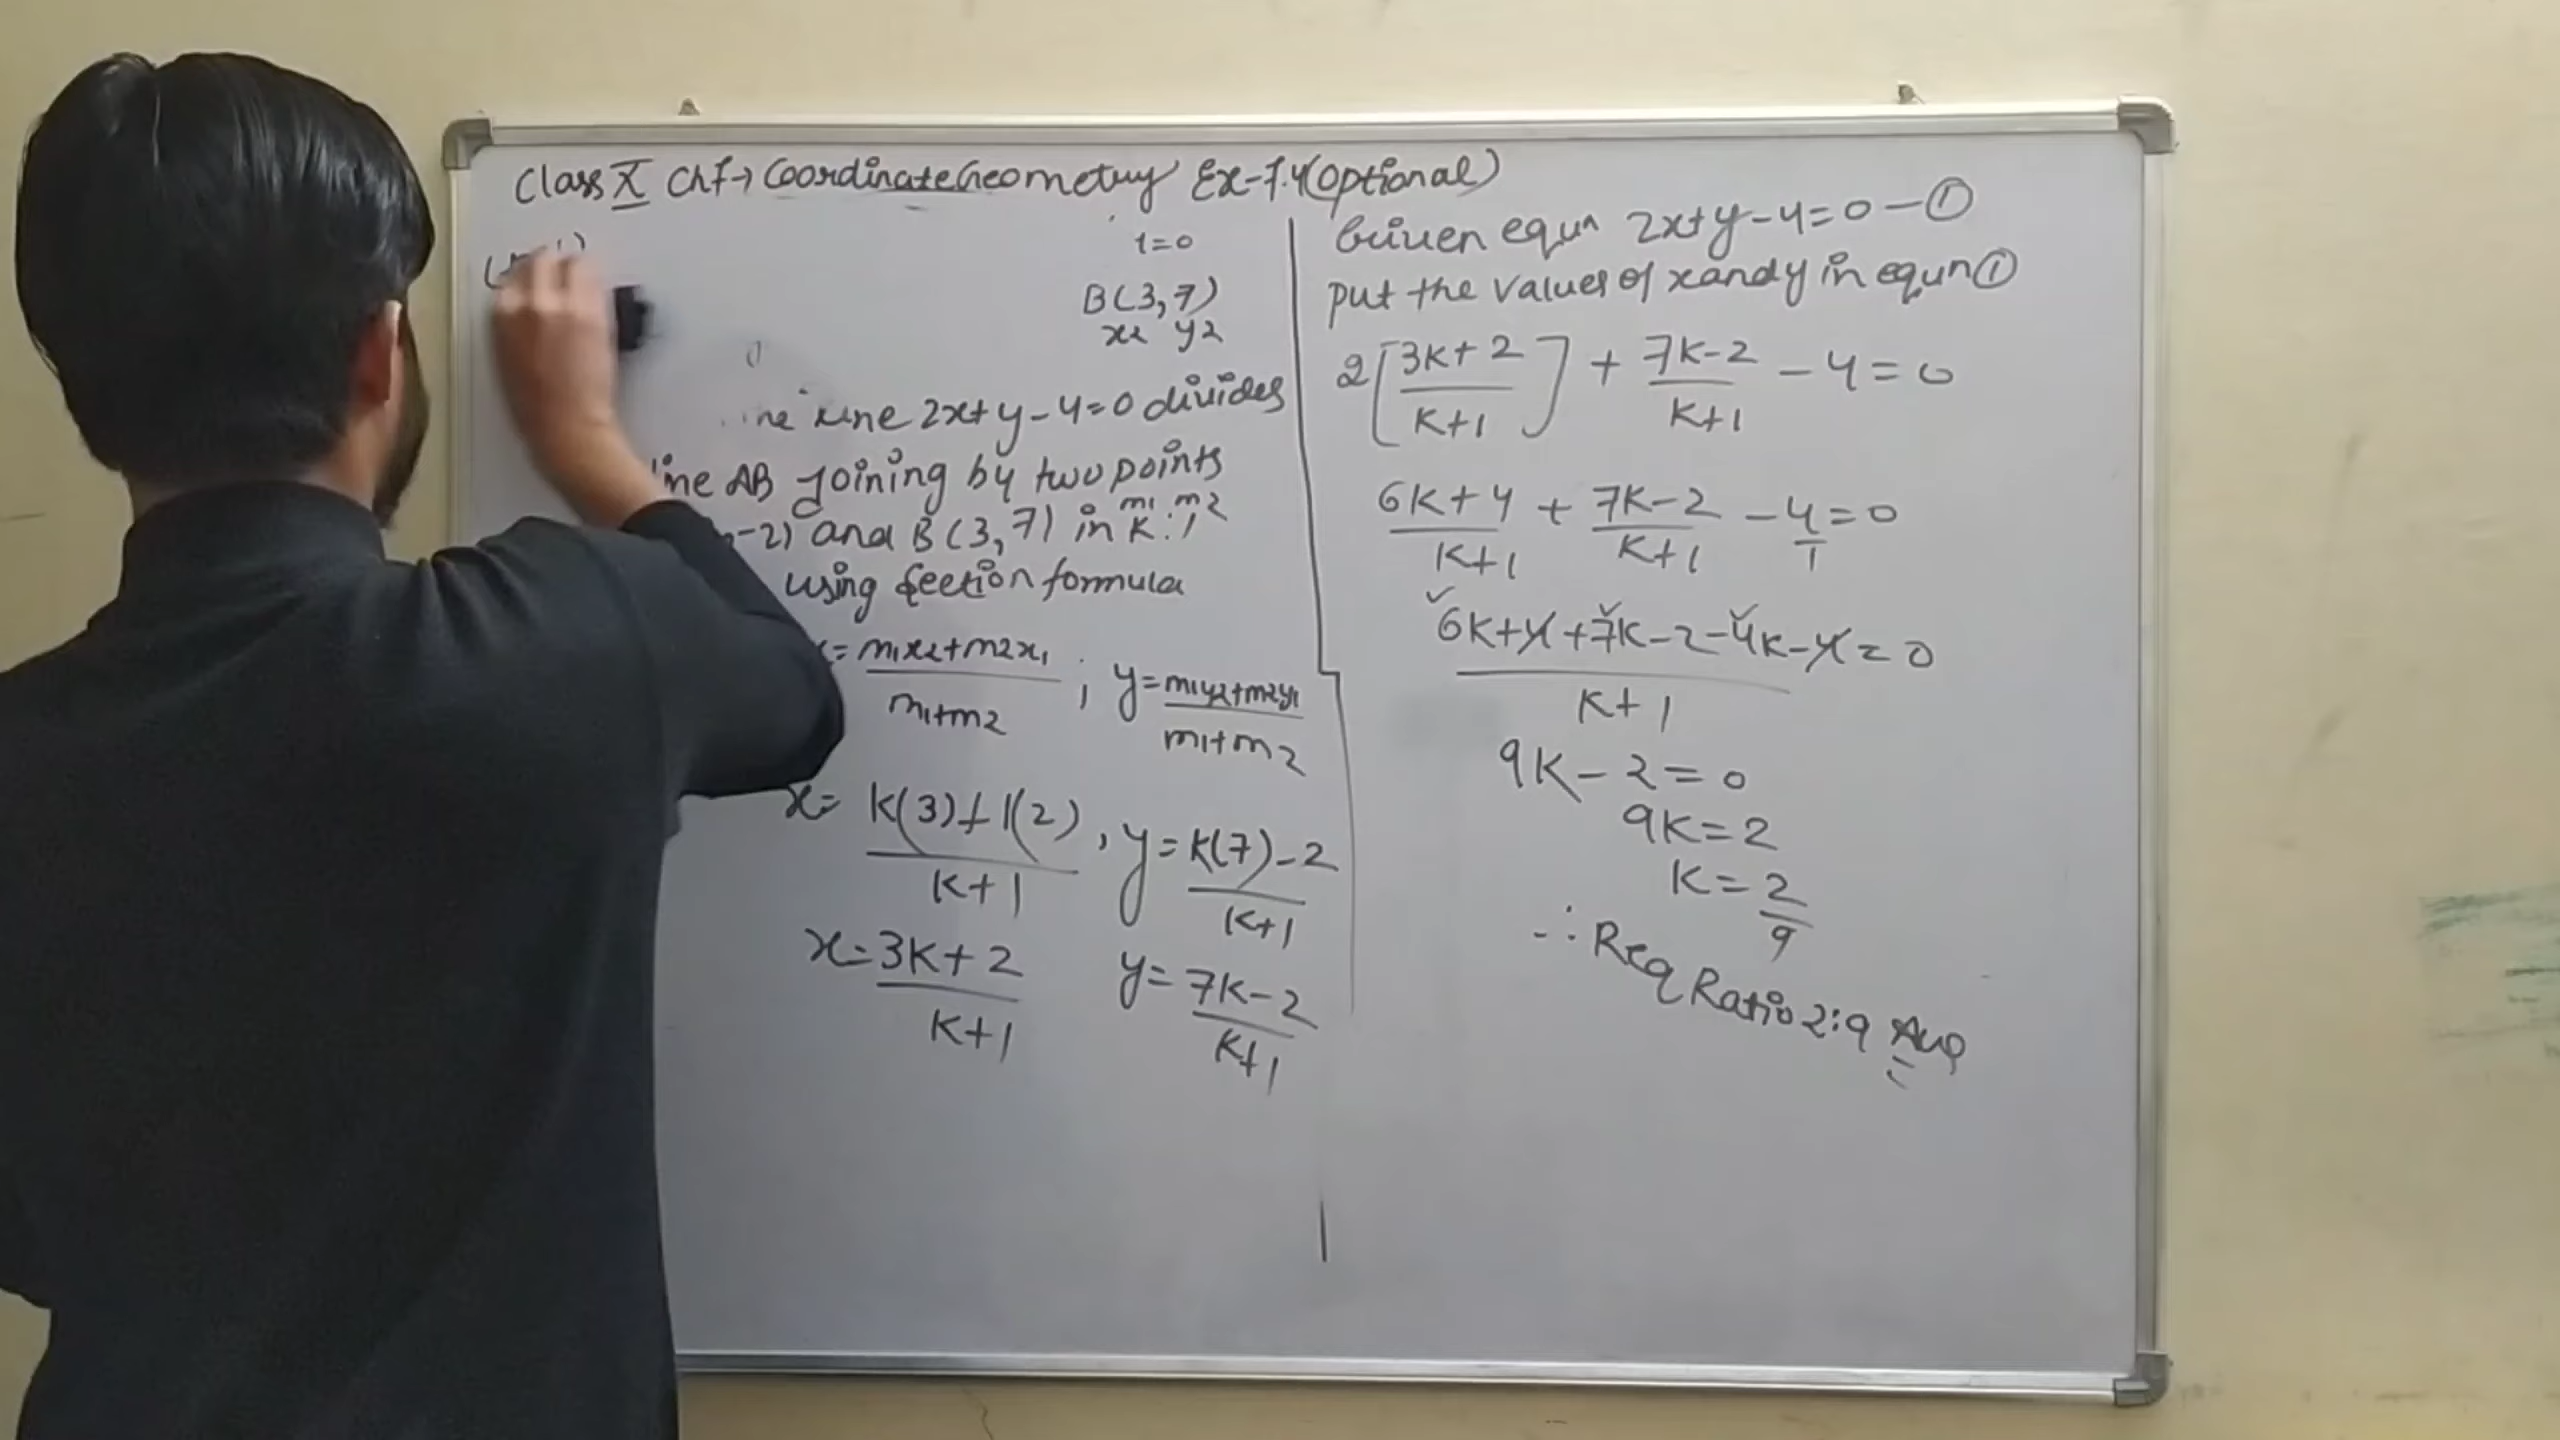 Class X Ch7→ Coordinate Geometry Ex-7.4(Optional)
1=0
B(3,7)
x2 y2
line 2x+y-4=0 divides
line AB joining by two points
-2) and B(3,7) in k:1
m1 m2
using section formula
x=m1x2+m2x1/m1+m2 ; y=m1y2+m2y1/m1+m2
x= k(3)+1(2)/k+1 , y=k(7)-2/k+1
x=3k+2/k+1 y=7k-2/k+1
Given equn 2x+y-4=0-①
put the values of x and y in equn①
2[3k+2/k+1] + 7k-2/k+1 -4=0
6k+4/k+1 + 7k-2/k+1 -4/1=0
6k+4+7k-2-4k-4=0/k+1
9k-2=0
9k=2
k=2/9
∴ Req Ratio 2:9 Ans